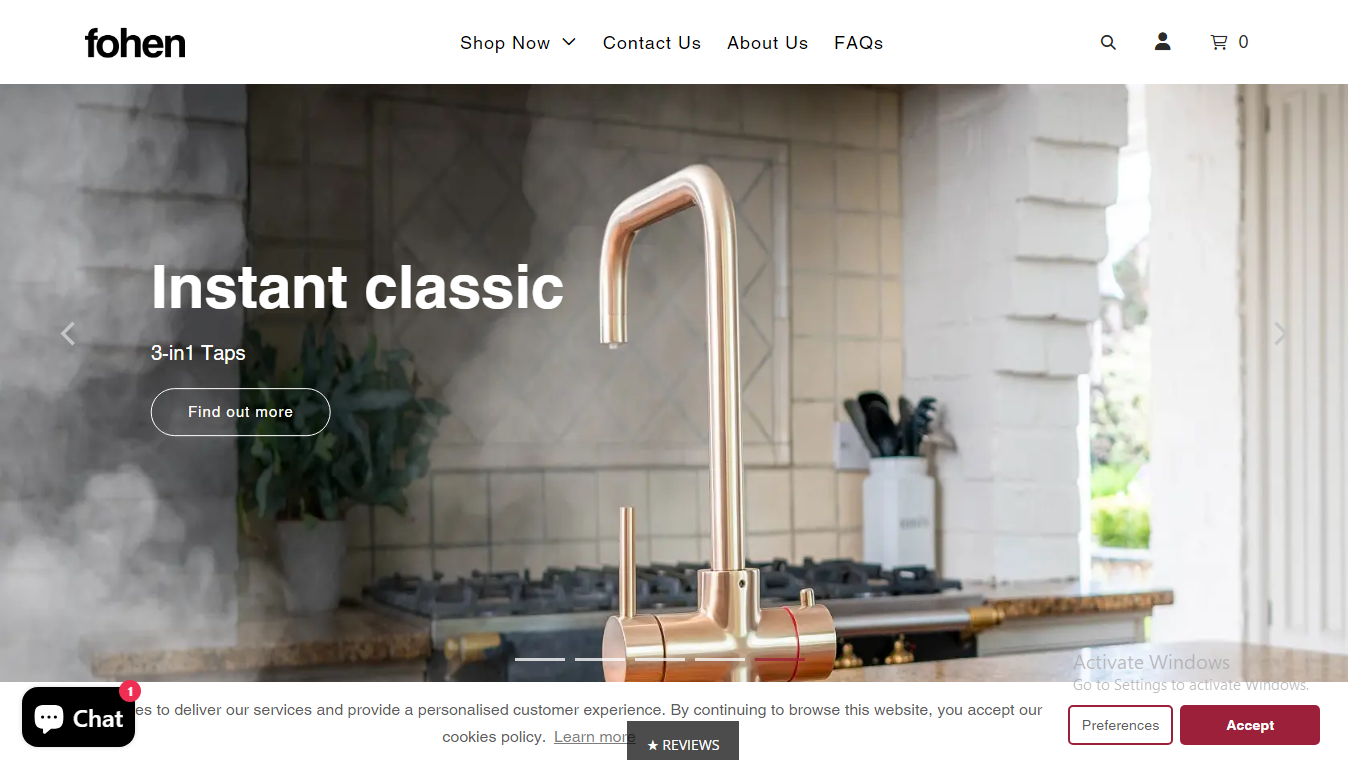 fohen
Shop Now
Contact Us
About Us
FAQs
0
Instant classic
3-in1 Taps
Find out more
Activate Windows
Go to Settings to activate Windows.
1
Chat
to deliver our services and provide a personalised customer experience. By continuing to browse this website, you accept our
cookies policy. Learn more
Preferences
Accept
★ REVIEWS